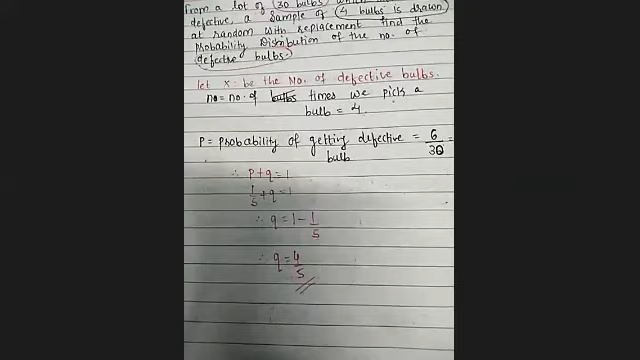 From a lot of 30 bulbs which
defective, a sample of 4 bulbs is drawn
at random with replacement find the
probability Distribution of the no. of
defective bulbs.
let x be the No. of defective bulbs.
n = no. of times we pick a
bulb = 4
P = probability of getting defective = 6/30 =
bulb
∴ p+q=1
1/5+q=1
∴ q=1-1/5
∴ q=4/5